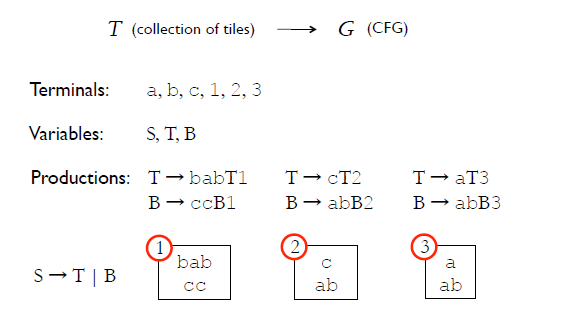 T (collection of tiles) ⟶ G (CFG)
Terminals: a, b, c, 1, 2, 3
Variables: S, T, B
Productions: T → babT1 T → cT2 T → aT3
B → ccB1 B → abB2 B → abB3
1 2 3
bab c a
S → T | B
cc ab ab